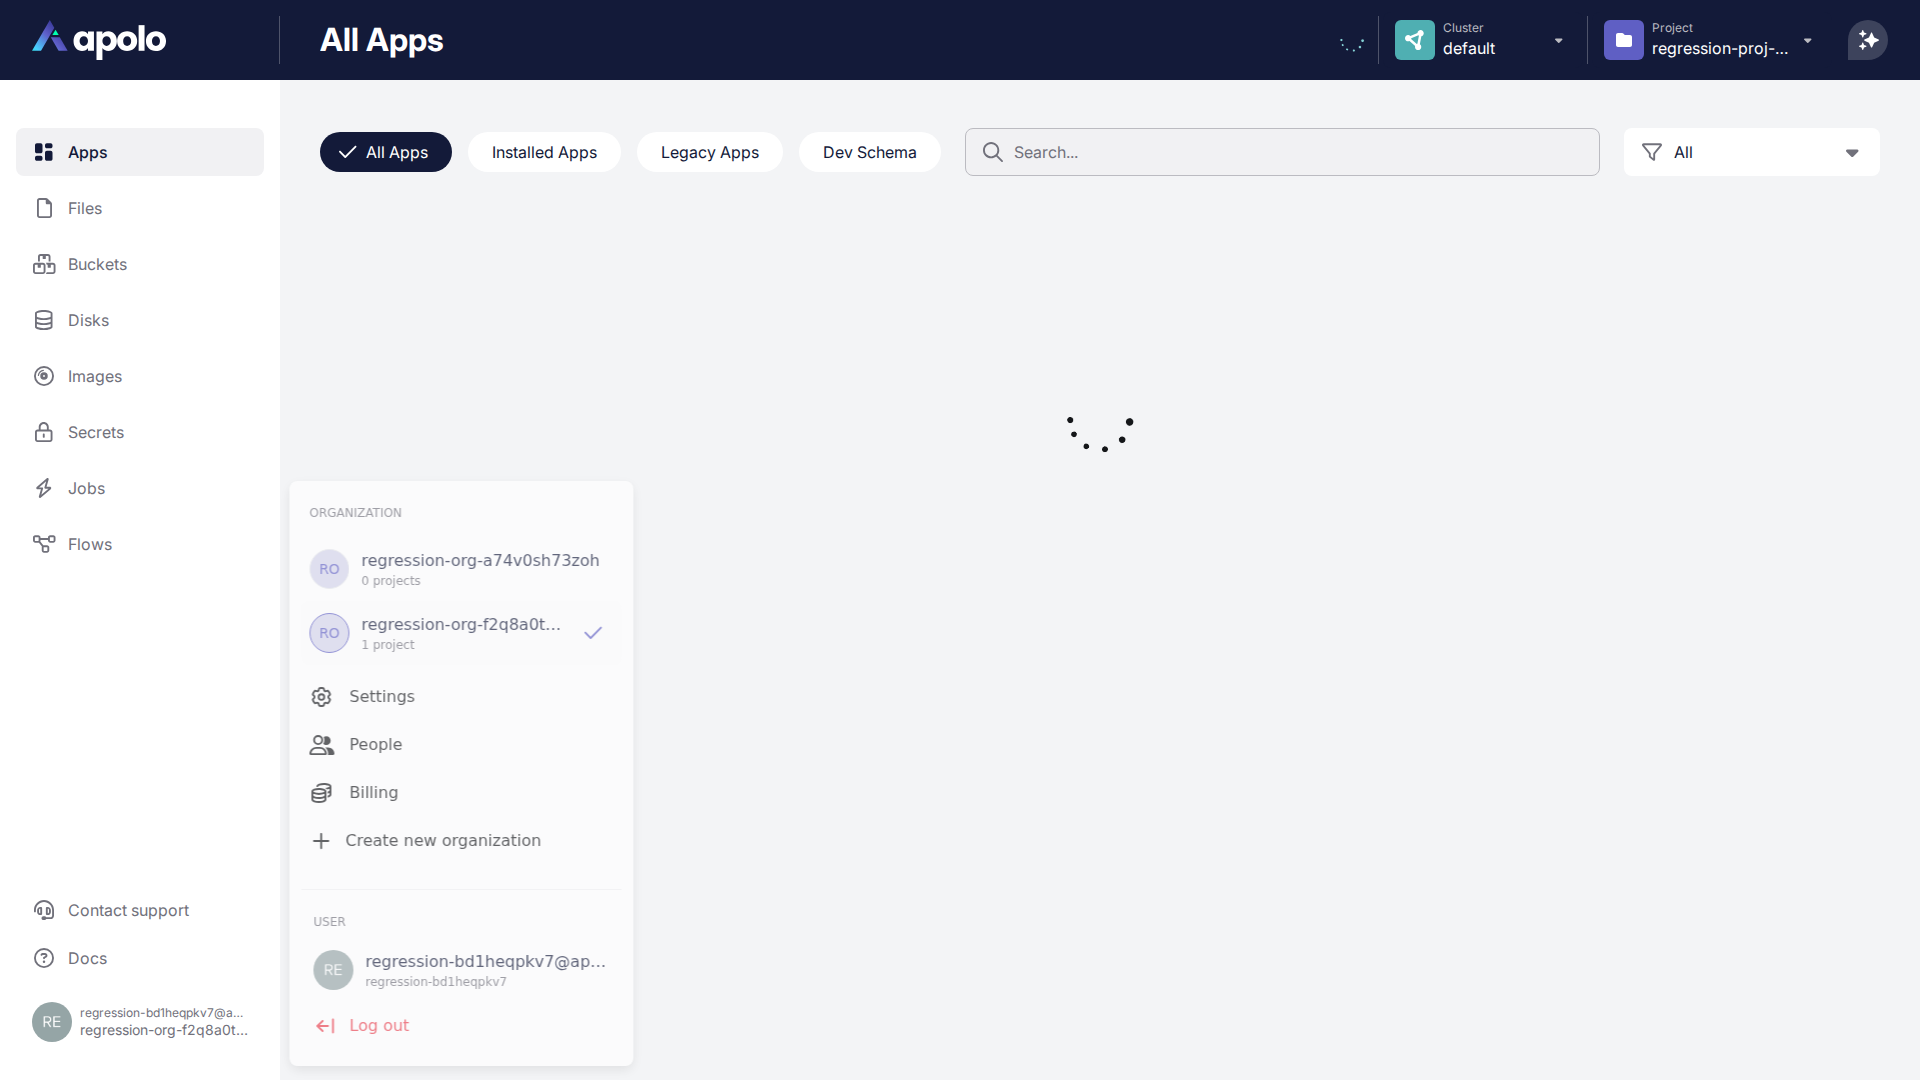 apolo
All Apps
Cluster
default
Project
regression-proj-...
Apps
Files
Buckets
Disks
Images
Secrets
Jobs
Flows
Contact support
Docs
RE
regression-bd1heqpkv7@a...
regression-org-f2q8a0t...
All Apps
Installed Apps
Legacy Apps
Dev Schema
Search...
All
ORGANIZATION
RO
regression-org-a74v0sh73zoh
0 projects
RO
regression-org-f2q8a0t...
1 project
Settings
People
Billing
Create new organization
USER
RE
regression-bd1heqpkv7@ap...
regression-bd1heqpkv7
Log out